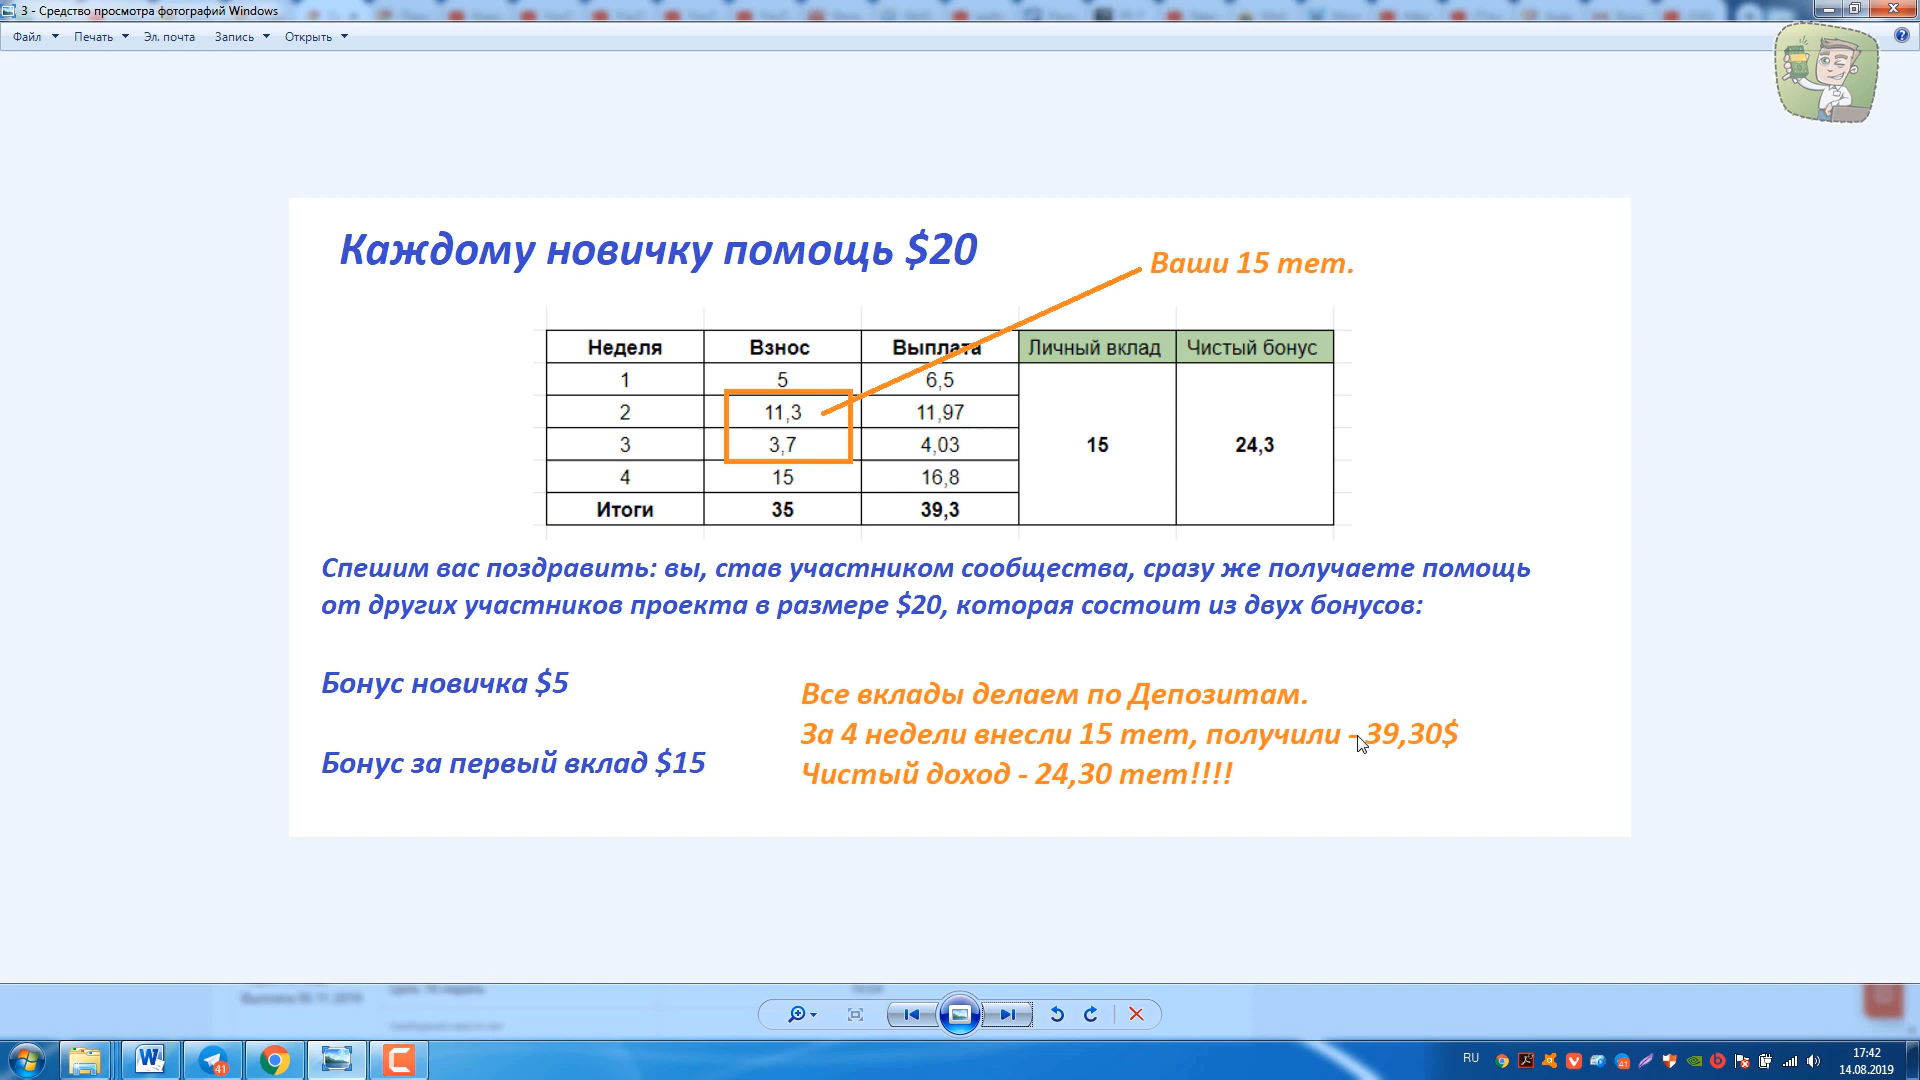 3 - Средство просмотра фотографий Windows
Файл Печать Эл. почта Запись Открыть
Каждому новичку помощь $20
Ваши 15 тет.
Неделя Взнос Выплата Личный вклад Чистый бонус
1 5 6,5
2 11,3 11,97
3 3,7 4,03 15 24,3
4 15 16,8
Итоги 35 39,3
Спешим вас поздравить: вы, став участником сообщества, сразу же получаете помощь
от других участников проекта в размере $20, которая состоит из двух бонусов:
Бонус новичка $5
Все вклады делаем по Депозитам.
За 4 недели внесли 15 тет, получили - 39,30$
Бонус за первый вклад $15
Чистый доход - 24,30 тет!!!!
RU
17:42
14.08.2019
41